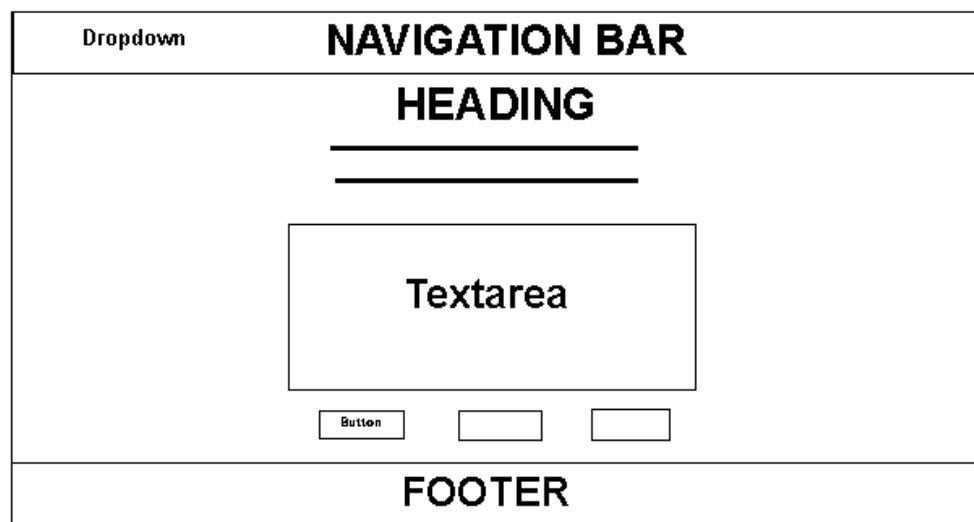 Dropdown NAVIGATION BAR
HEADING
Textarea
Button
FOOTER